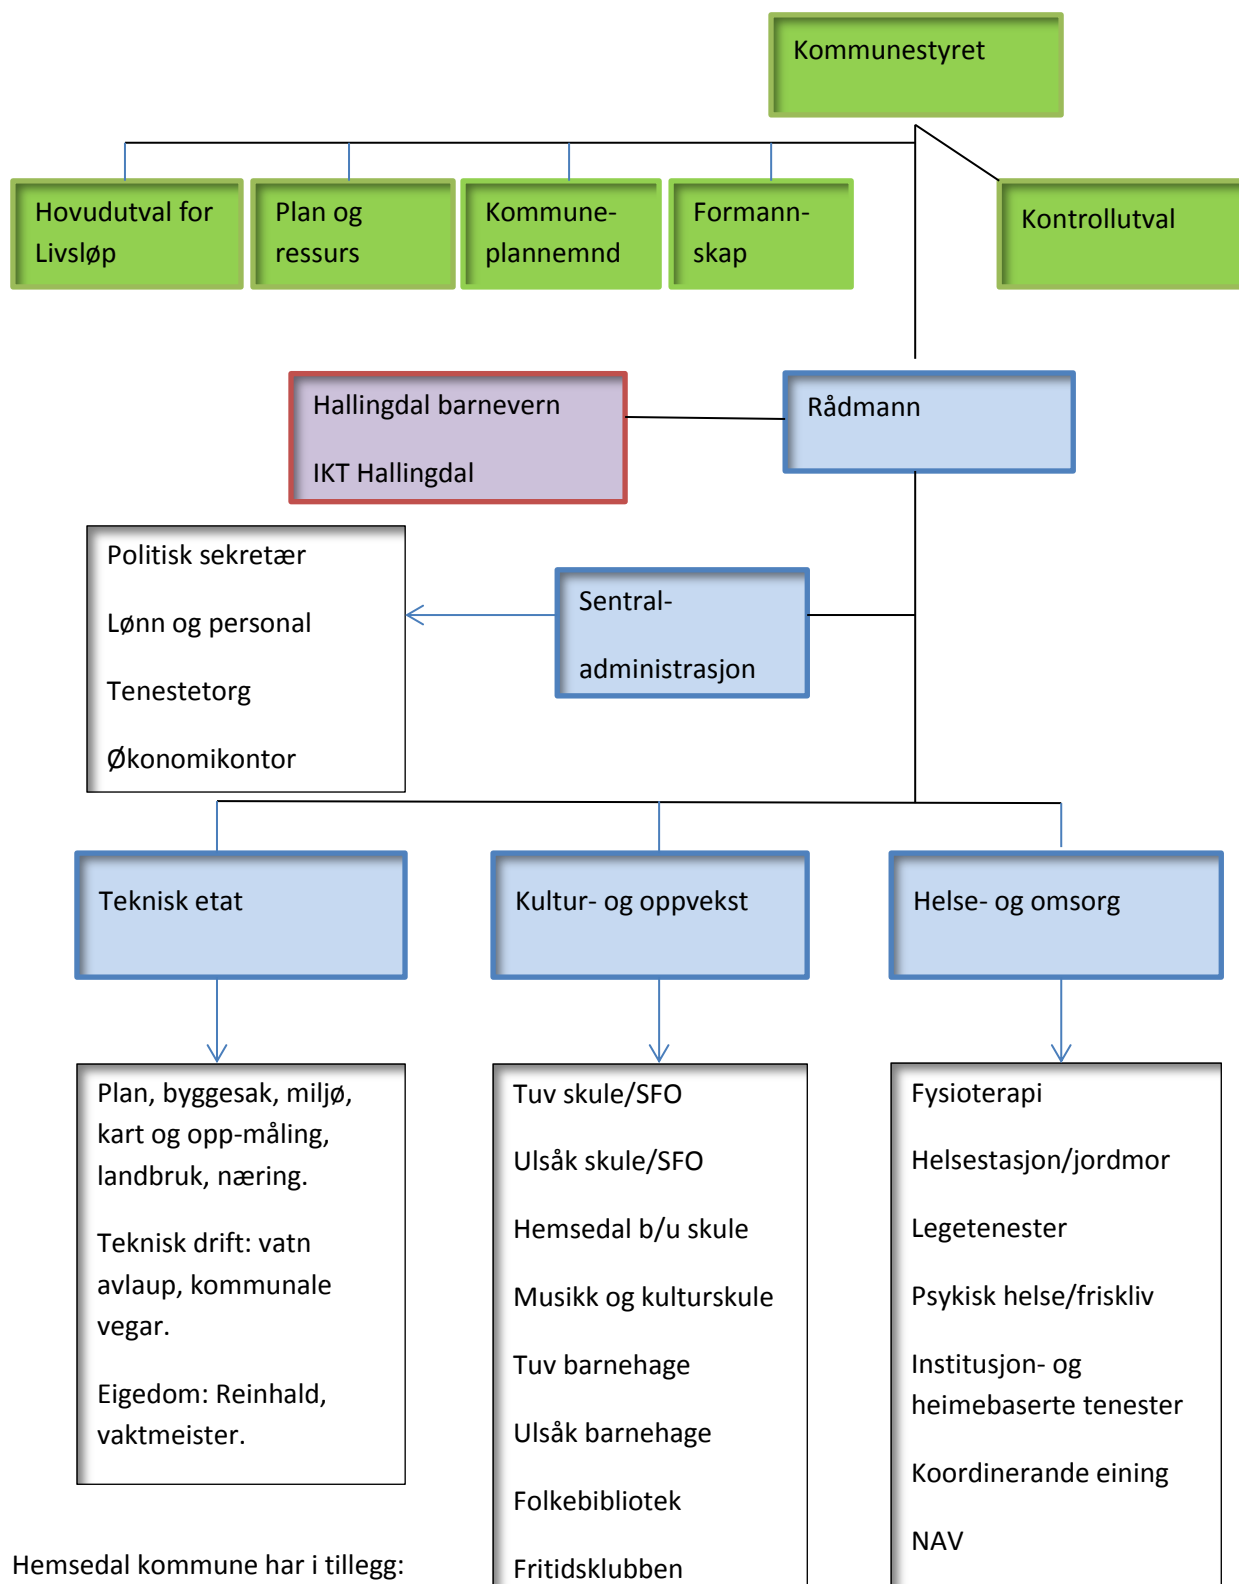 Kommunestyret
Hovudutval for
Livsløp
Plan og
ressurs
Kommune-
plannemnd
Formann-
skap
Kontrollutval
Hallingdal barnevern
IKT Hallingdal
Rådmann
Politisk sekretær
Lønn og personal
Tenestetorg
Økonomikontor
Sentral-
administrasjon
Teknisk etat
Kultur- og oppvekst
Helse- og omsorg
Plan, byggesak, miljø,
kart og opp-måling,
landbruk, næring.
Teknisk drift: vatn
avlaup, kommunale
vegar.
Eigedom: Reinhald,
vaktmeister.
Tuv skule/SFO
Ulsåk skule/SFO
Hemsedal b/u skule
Musikk og kulturskule
Tuv barnehage
Ulsåk barnehage
Folkebibliotek
Fritidsklubben
Fysioterapi
Helsestasjon/jordmor
Legetenester
Psykisk helse/friskliv
Institusjon- og
heimebaserte tenester
Koordinerande eining
NAV
Hemsedal kommune har i tillegg: